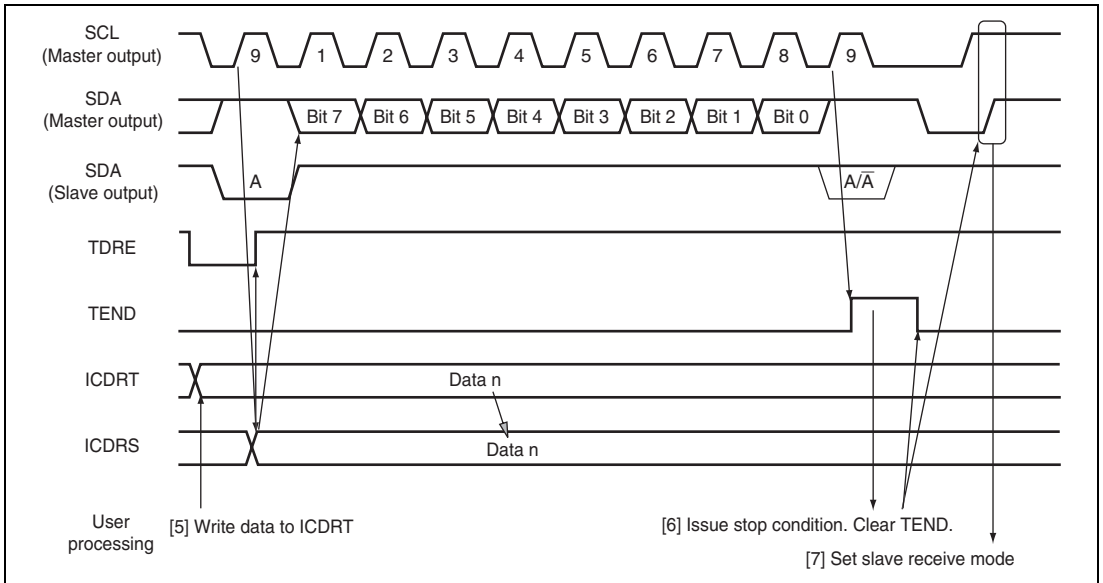 SCL
(Master output)
9 1 2 3 4 5 6 7 8 9
SDA
(Master output)
Bit 7 Bit 6 Bit 5 Bit 4 Bit 3 Bit 2 Bit 1 Bit 0
SDA
(Slave output)
A A/A̅
TDRE
TEND
ICDRT
Data n
ICDRS
Data n
User
processing
[5] Write data to ICDRT
[6] Issue stop condition. Clear TEND.
[7] Set slave receive mode